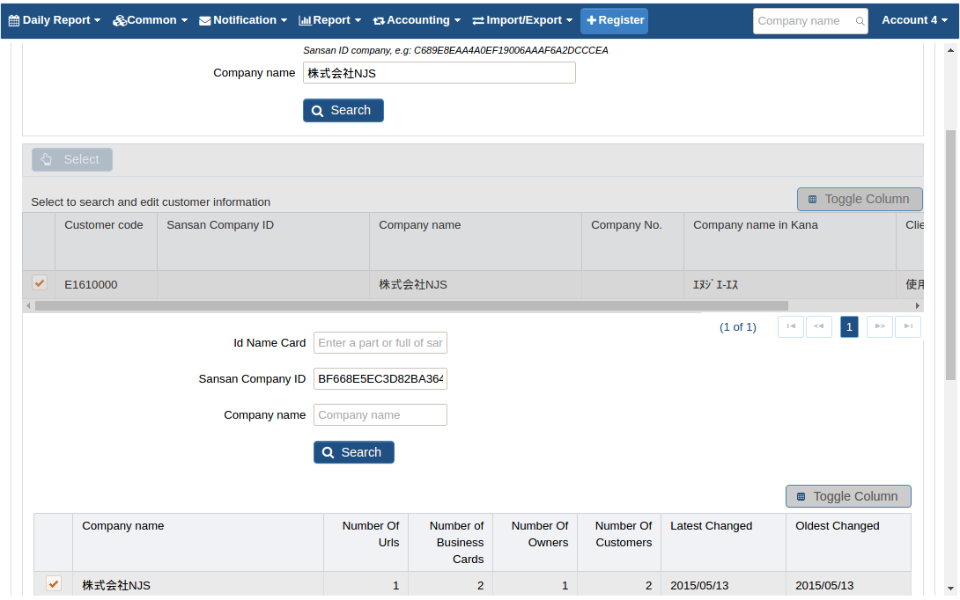 Daily Report Common Notification Report Accounting Import/Export Register Company name Account 4
Sansan ID company, e.g: C689E8EAA4A0EF19006AAAF6A2DCCCEA
Company name 株式会社NJS
Search
Select
Select to search and edit customer information Toggle Column
Customer code Sansan Company ID Company name Company No. Company name in Kana Clie
E1610000 株式会社NJS ｴﾇｼﾞｴｰｴｽ 使用
(1 of 1) 1
Id Name Card Enter a part or full of sar
Sansan Company ID BF668E5EC3D82BA364
Company name Company name
Search
Toggle Column
Company name Number Of Urls Number of Business Cards Number Of Owners Number Of Customers Latest Changed Oldest Changed
株式会社NJS 1 2 1 2 2015/05/13 2015/05/13